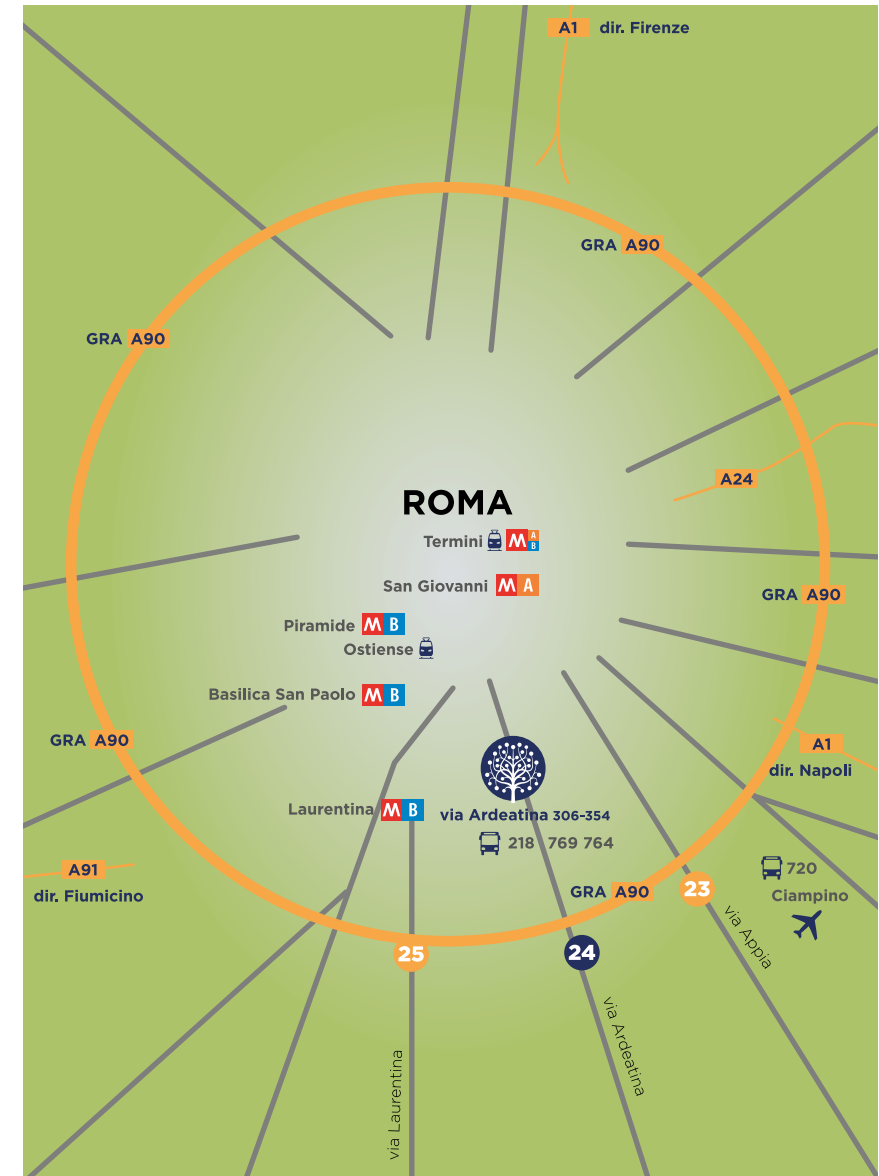 A1 dir. Firenze
GRA A90
GRA A90
A24
ROMA
Termini M A B
San Giovanni M A
GRA A90
Piramide M B
Ostiense
Basilica San Paolo M B
GRA A90
A1
dir. Napoli
Laurentina M B
via Ardeatina 306-354
218 769 764
A91
dir. Fiumicino
GRA A90
23
720
Ciampino
25
24
via Appia
via Ardeatina
via Laurentina